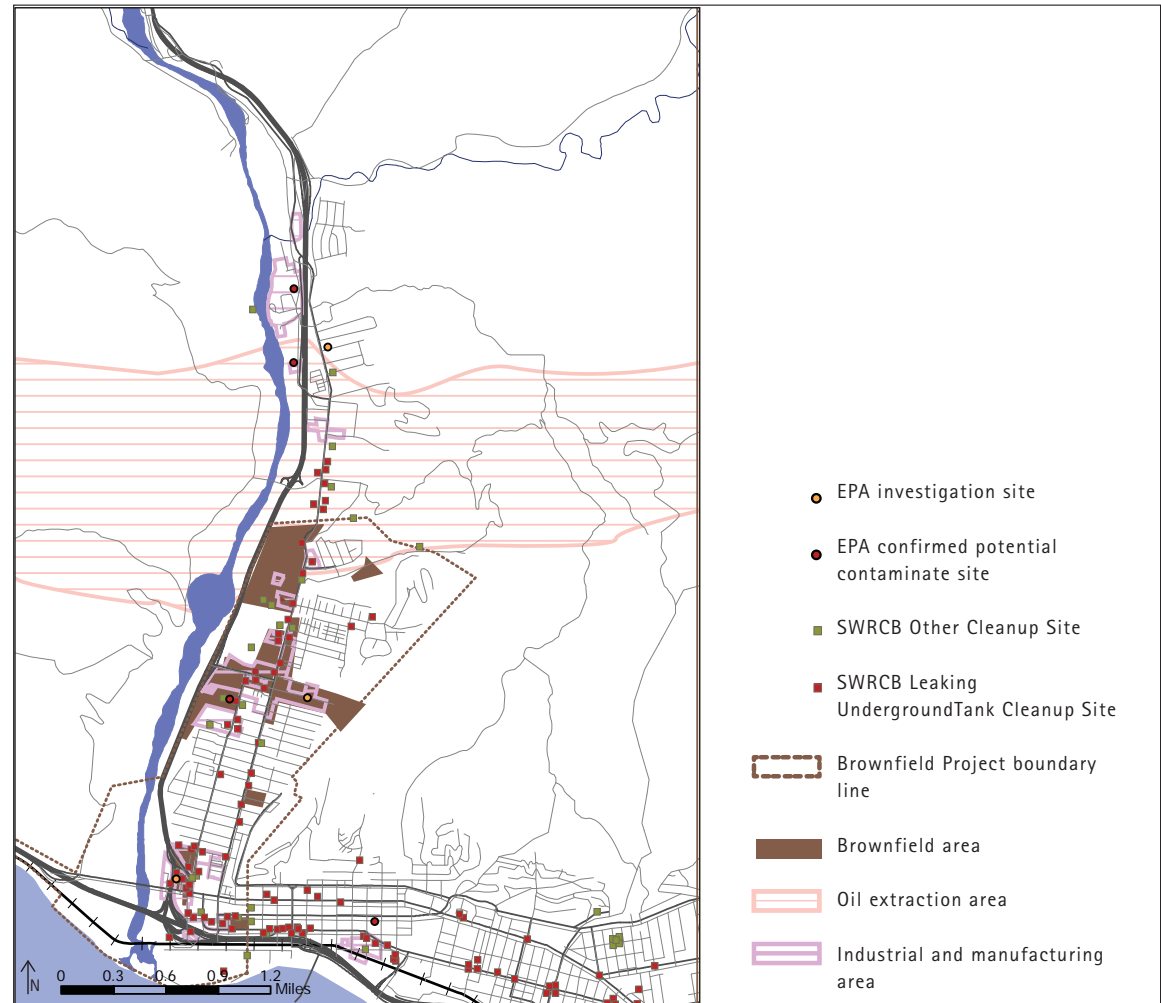 EPA investigation site
EPA confirmed potential
contaminate site
SWRCB Other Cleanup Site
SWRCB Leaking
UndergroundTank Cleanup Site
Brownfield Project boundary
line
Brownfield area
Oil extraction area
Industrial and manufacturing
area
N
0 0.3 0.6 0.9 1.2
Miles